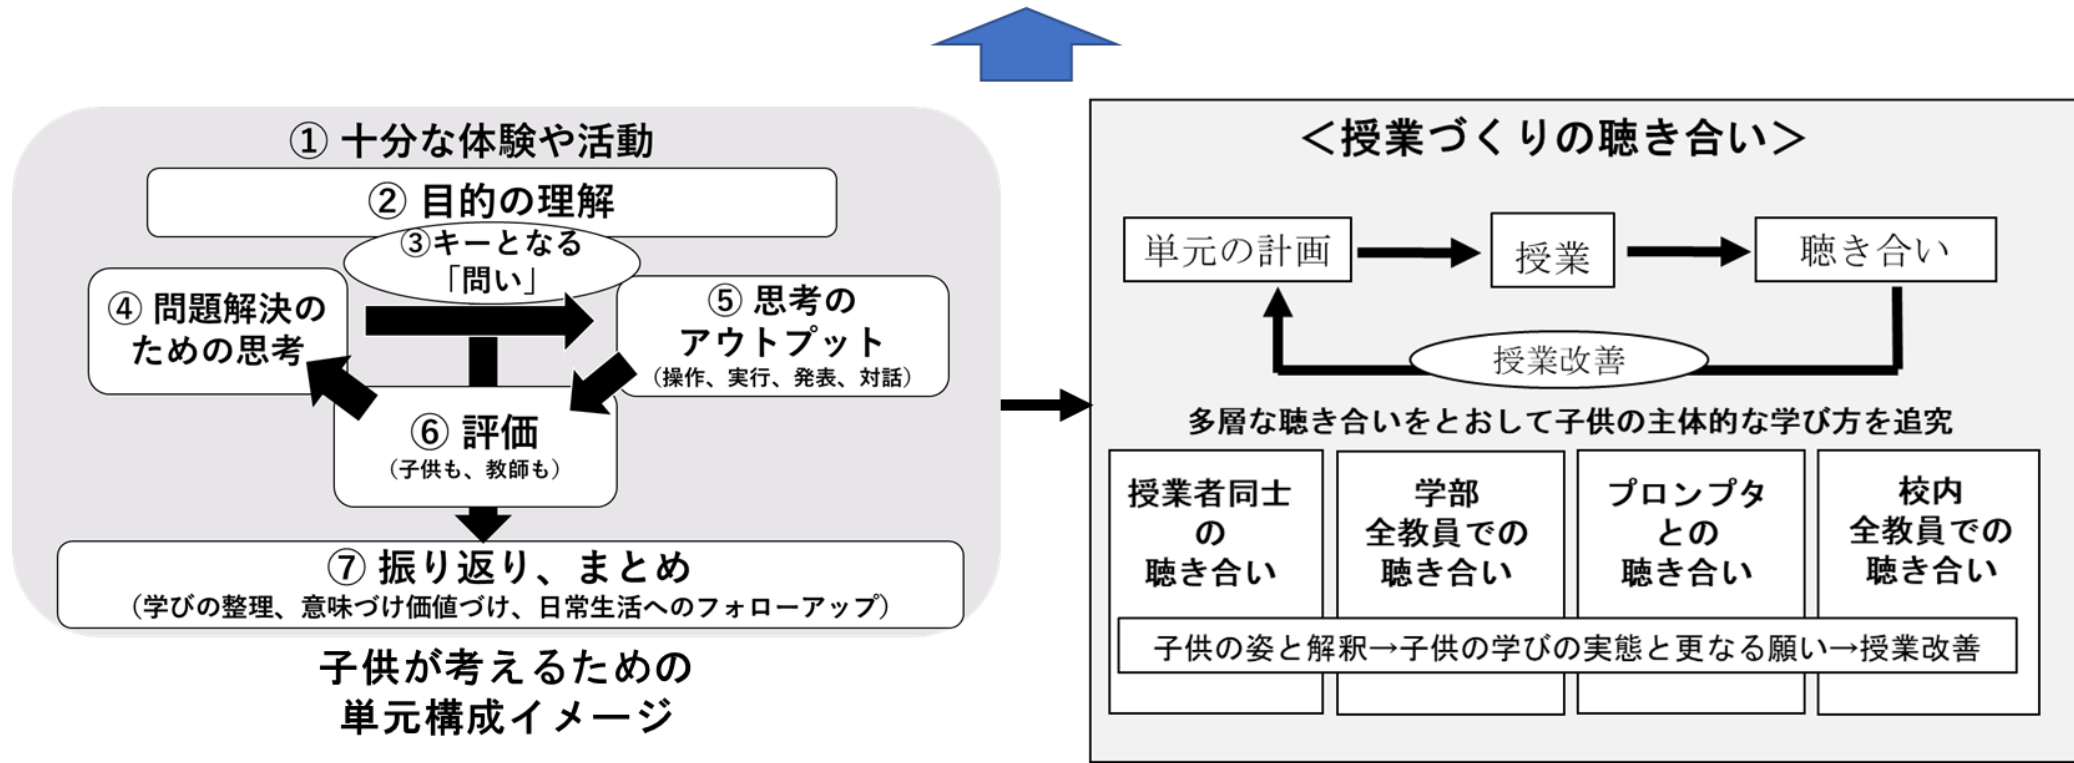 ① 十分な体験や活動
② 目的の理解
③キーとなる
「問い」
④ 問題解決の
ための思考
⑤ 思考の
アウトプット
（操作、実行、発表、対話）
⑥ 評価
（子供も、教師も）
⑦ 振り返り、まとめ
（学びの整理、意味づけ価値づけ、日常生活へのフォローアップ）
子供が考えるための
単元構成イメージ
＜授業づくりの聴き合い＞
単元の計画
授業
聴き合い
授業改善
多層な聴き合いをとおして子供の主体的な学び方を追究
授業者同士
の
聴き合い
学部
全教員での
聴き合い
プロンプタ
との
聴き合い
校内
全教員での
聴き合い
子供の姿と解釈→子供の学びの実態と更なる願い→授業改善